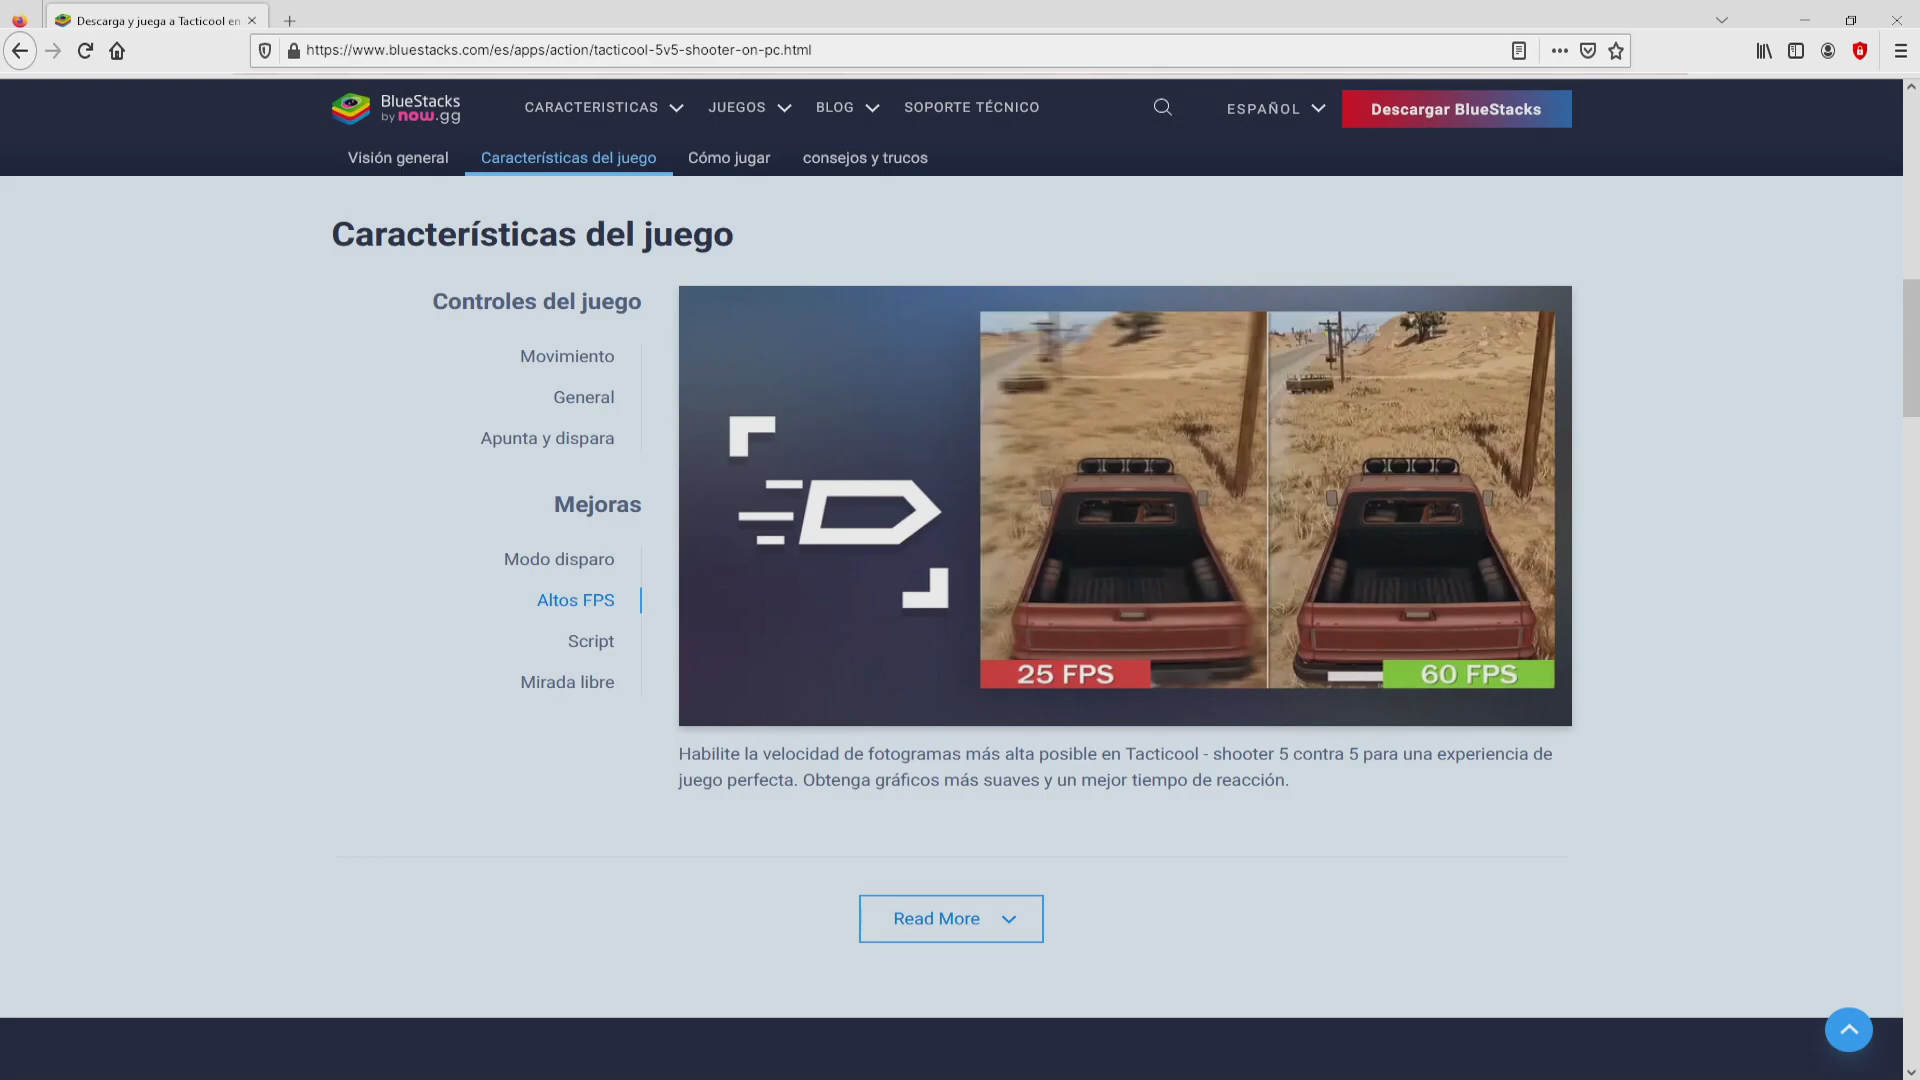 Descarga y juega a Tacticool en
https://www.bluestacks.com/es/apps/action/tacticool-5v5-shooter-on-pc.html
BlueStacks
by now.gg
CARACTERISTICAS
JUEGOS
BLOG
SOPORTE TÉCNICO
ESPAÑOL
Descargar BlueStacks
Visión general
Características del juego
Cómo jugar
consejos y trucos
Características del juego
Controles del juego
Movimiento
General
Apunta y dispara
Mejoras
Modo disparo
Altos FPS
Script
Mirada libre
25 FPS
60 FPS
Habilite la velocidad de fotogramas más alta posible en Tacticool - shooter 5 contra 5 para una experiencia de
juego perfecta. Obtenga gráficos más suaves y un mejor tiempo de reacción.
Read More